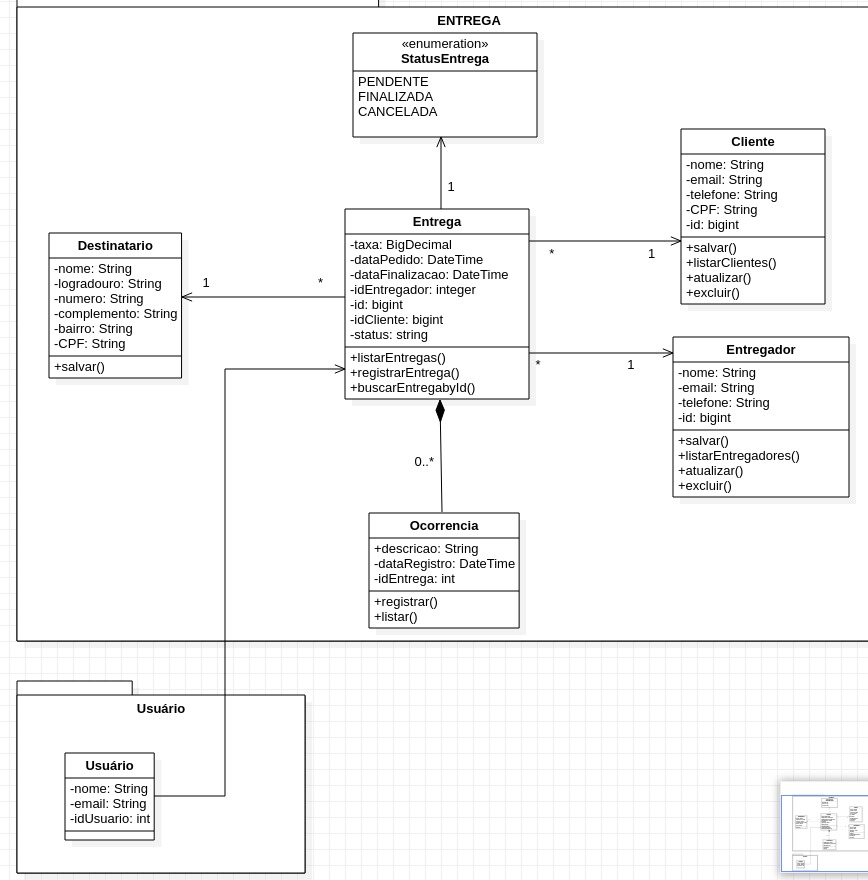 ENTREGA
«enumeration»
StatusEntrega
PENDENTE
FINALIZADA
CANCELADA
1
Cliente
-nome: String
-email: String
-telefone: String
-CPF: String
-id: bigint
+salvar()
+listarClientes()
+atualizar()
+excluir()
Entrega
-taxa: BigDecimal
-dataPedido: DateTime
-dataFinalizacao: DateTime
-idEntregador: integer
-id: bigint
-idCliente: bigint
-status: string
+listarEntregas()
+registrarEntrega()
+buscarEntregabyId()
* 1
Destinatario
-nome: String
-logradouro: String
-numero: String
-complemento: String
-bairro: String
-CPF: String
+salvar()
1 *
Entregador
-nome: String
-email: String
-telefone: String
-id: bigint
+salvar()
+listarEntregadores()
+atualizar()
+excluir()
* 1
0..*
Ocorrencia
+descricao: String
-dataRegistro: DateTime
-idEntrega: int
+registrar()
+listar()
Usuário
Usuário
-nome: String
-email: String
-idUsuario: int